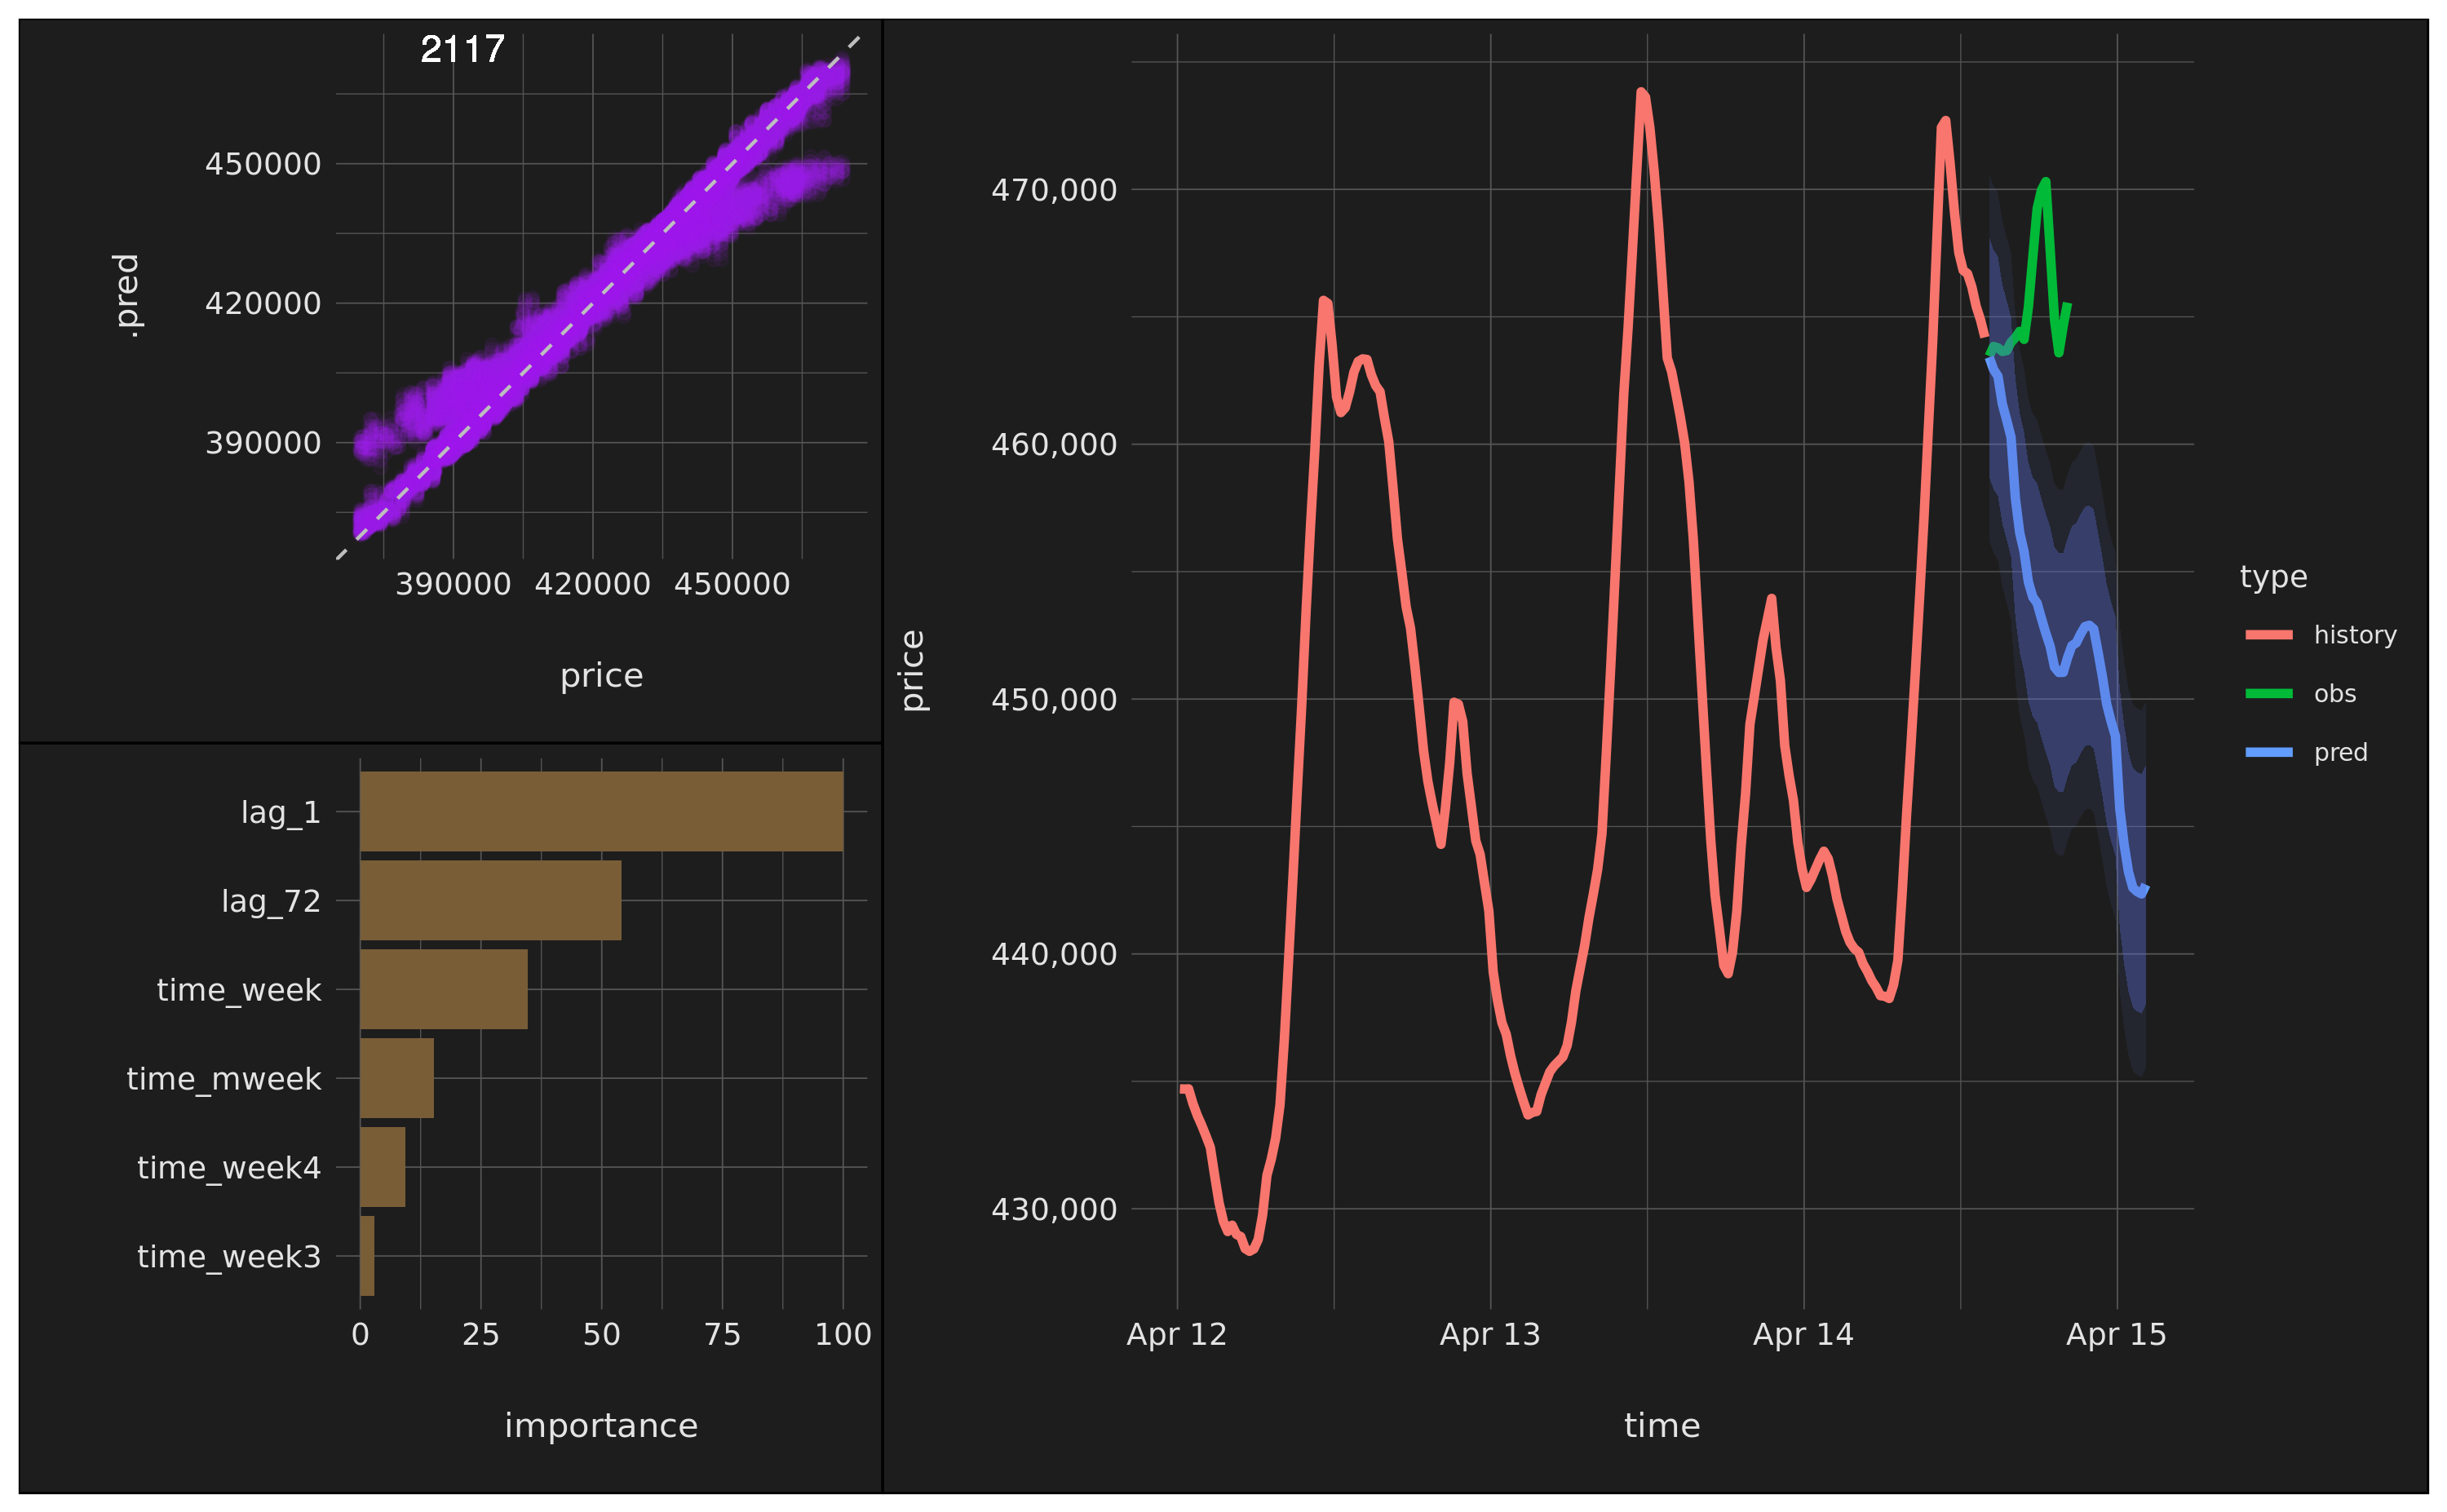 2117
.pred
450000
420000
390000
390000 420000 450000
price
lag_1
lag_72
time_week
time_mweek
time_week4
time_week3
0 25 50 75 100
importance
price
470,000
460,000
450,000
440,000
430,000
Apr 12 Apr 13 Apr 14 Apr 15
time
type
history
obs
pred